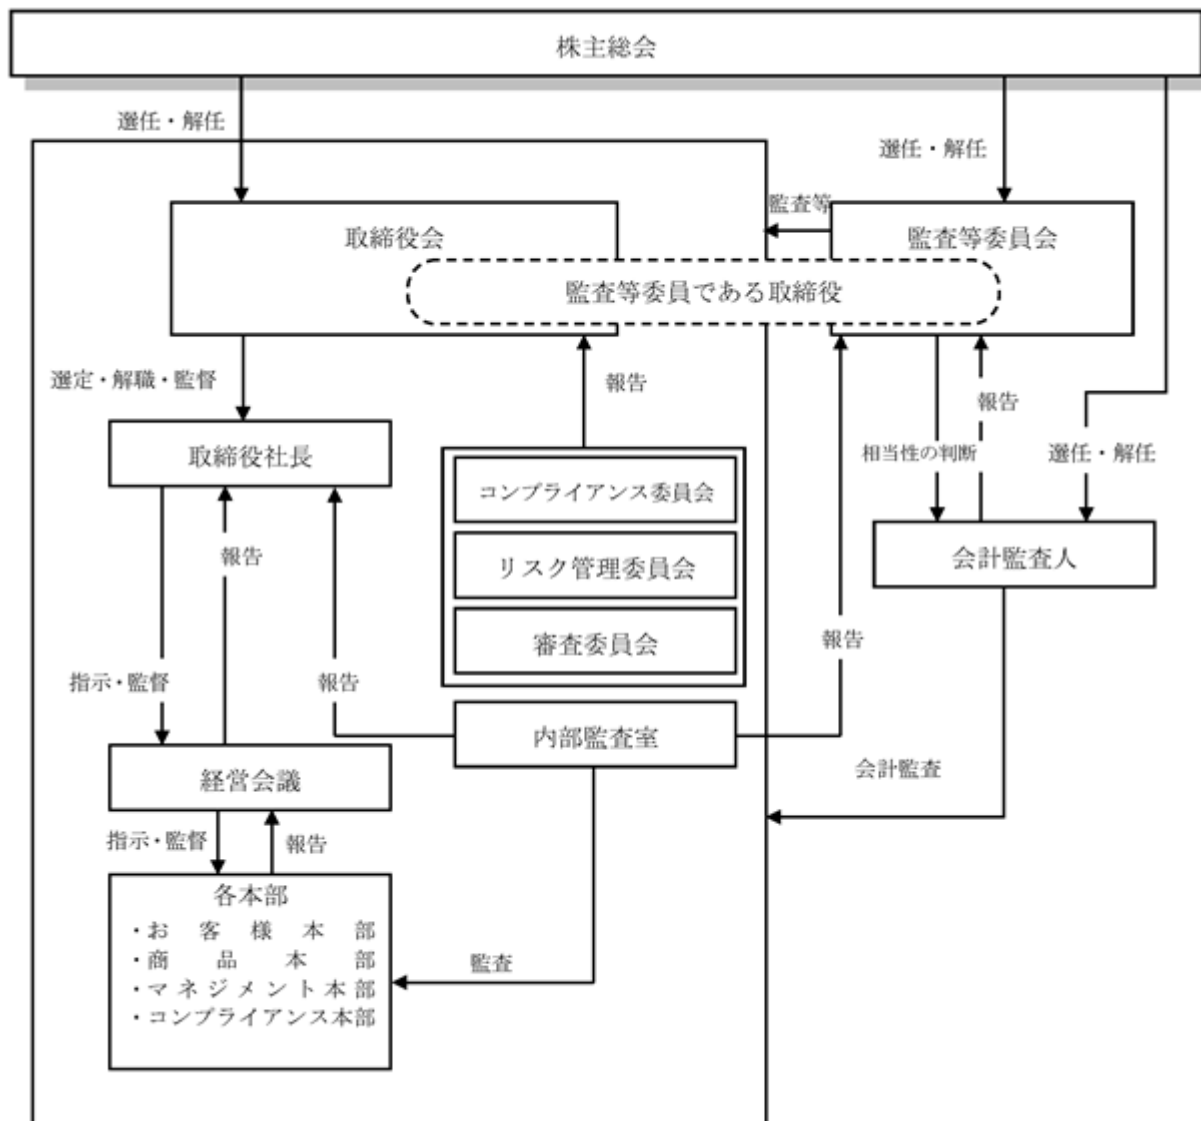 株主総会
選任・解任
選任・解任
監査等
取締役会
監査等委員会
監査等委員である取締役
選定・解職・監督
報告
報告
取締役社長
相当性の判断
選任・解任
コンプライアンス委員会
会計監査人
報告
リスク管理委員会
審査委員会
報告
指示・監督
報告
内部監査室
会計監査
経営会議
指示・監督
報告
各本部
・お客様本部
・商品本部
・マネジメント本部
・コンプライアンス本部
監査